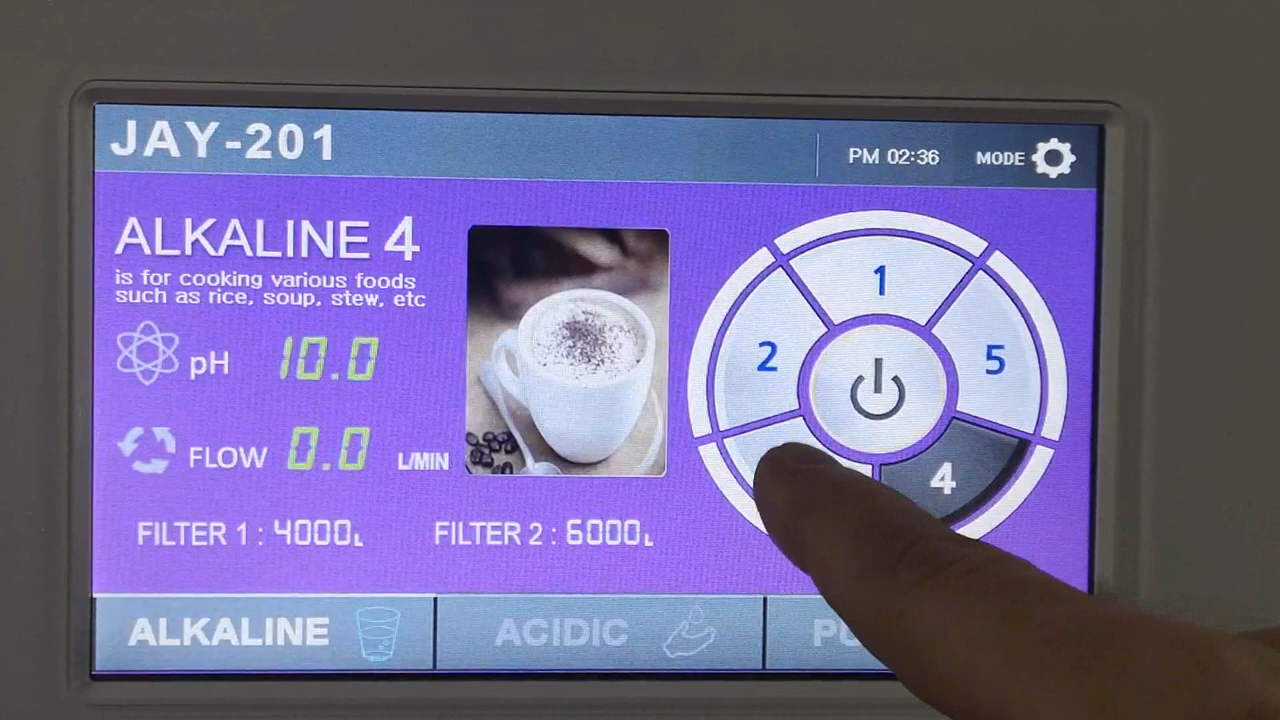 JAY-201
PM 02:36
MODE
ALKALINE 4
is for cooking various foods
such as rice, soup, stew, etc
pH 10.0
FLOW 0.0 L/MIN
FILTER 1 : 4000L
FILTER 2 : 6000L
1
2
5
4
ALKALINE
ACIDIC